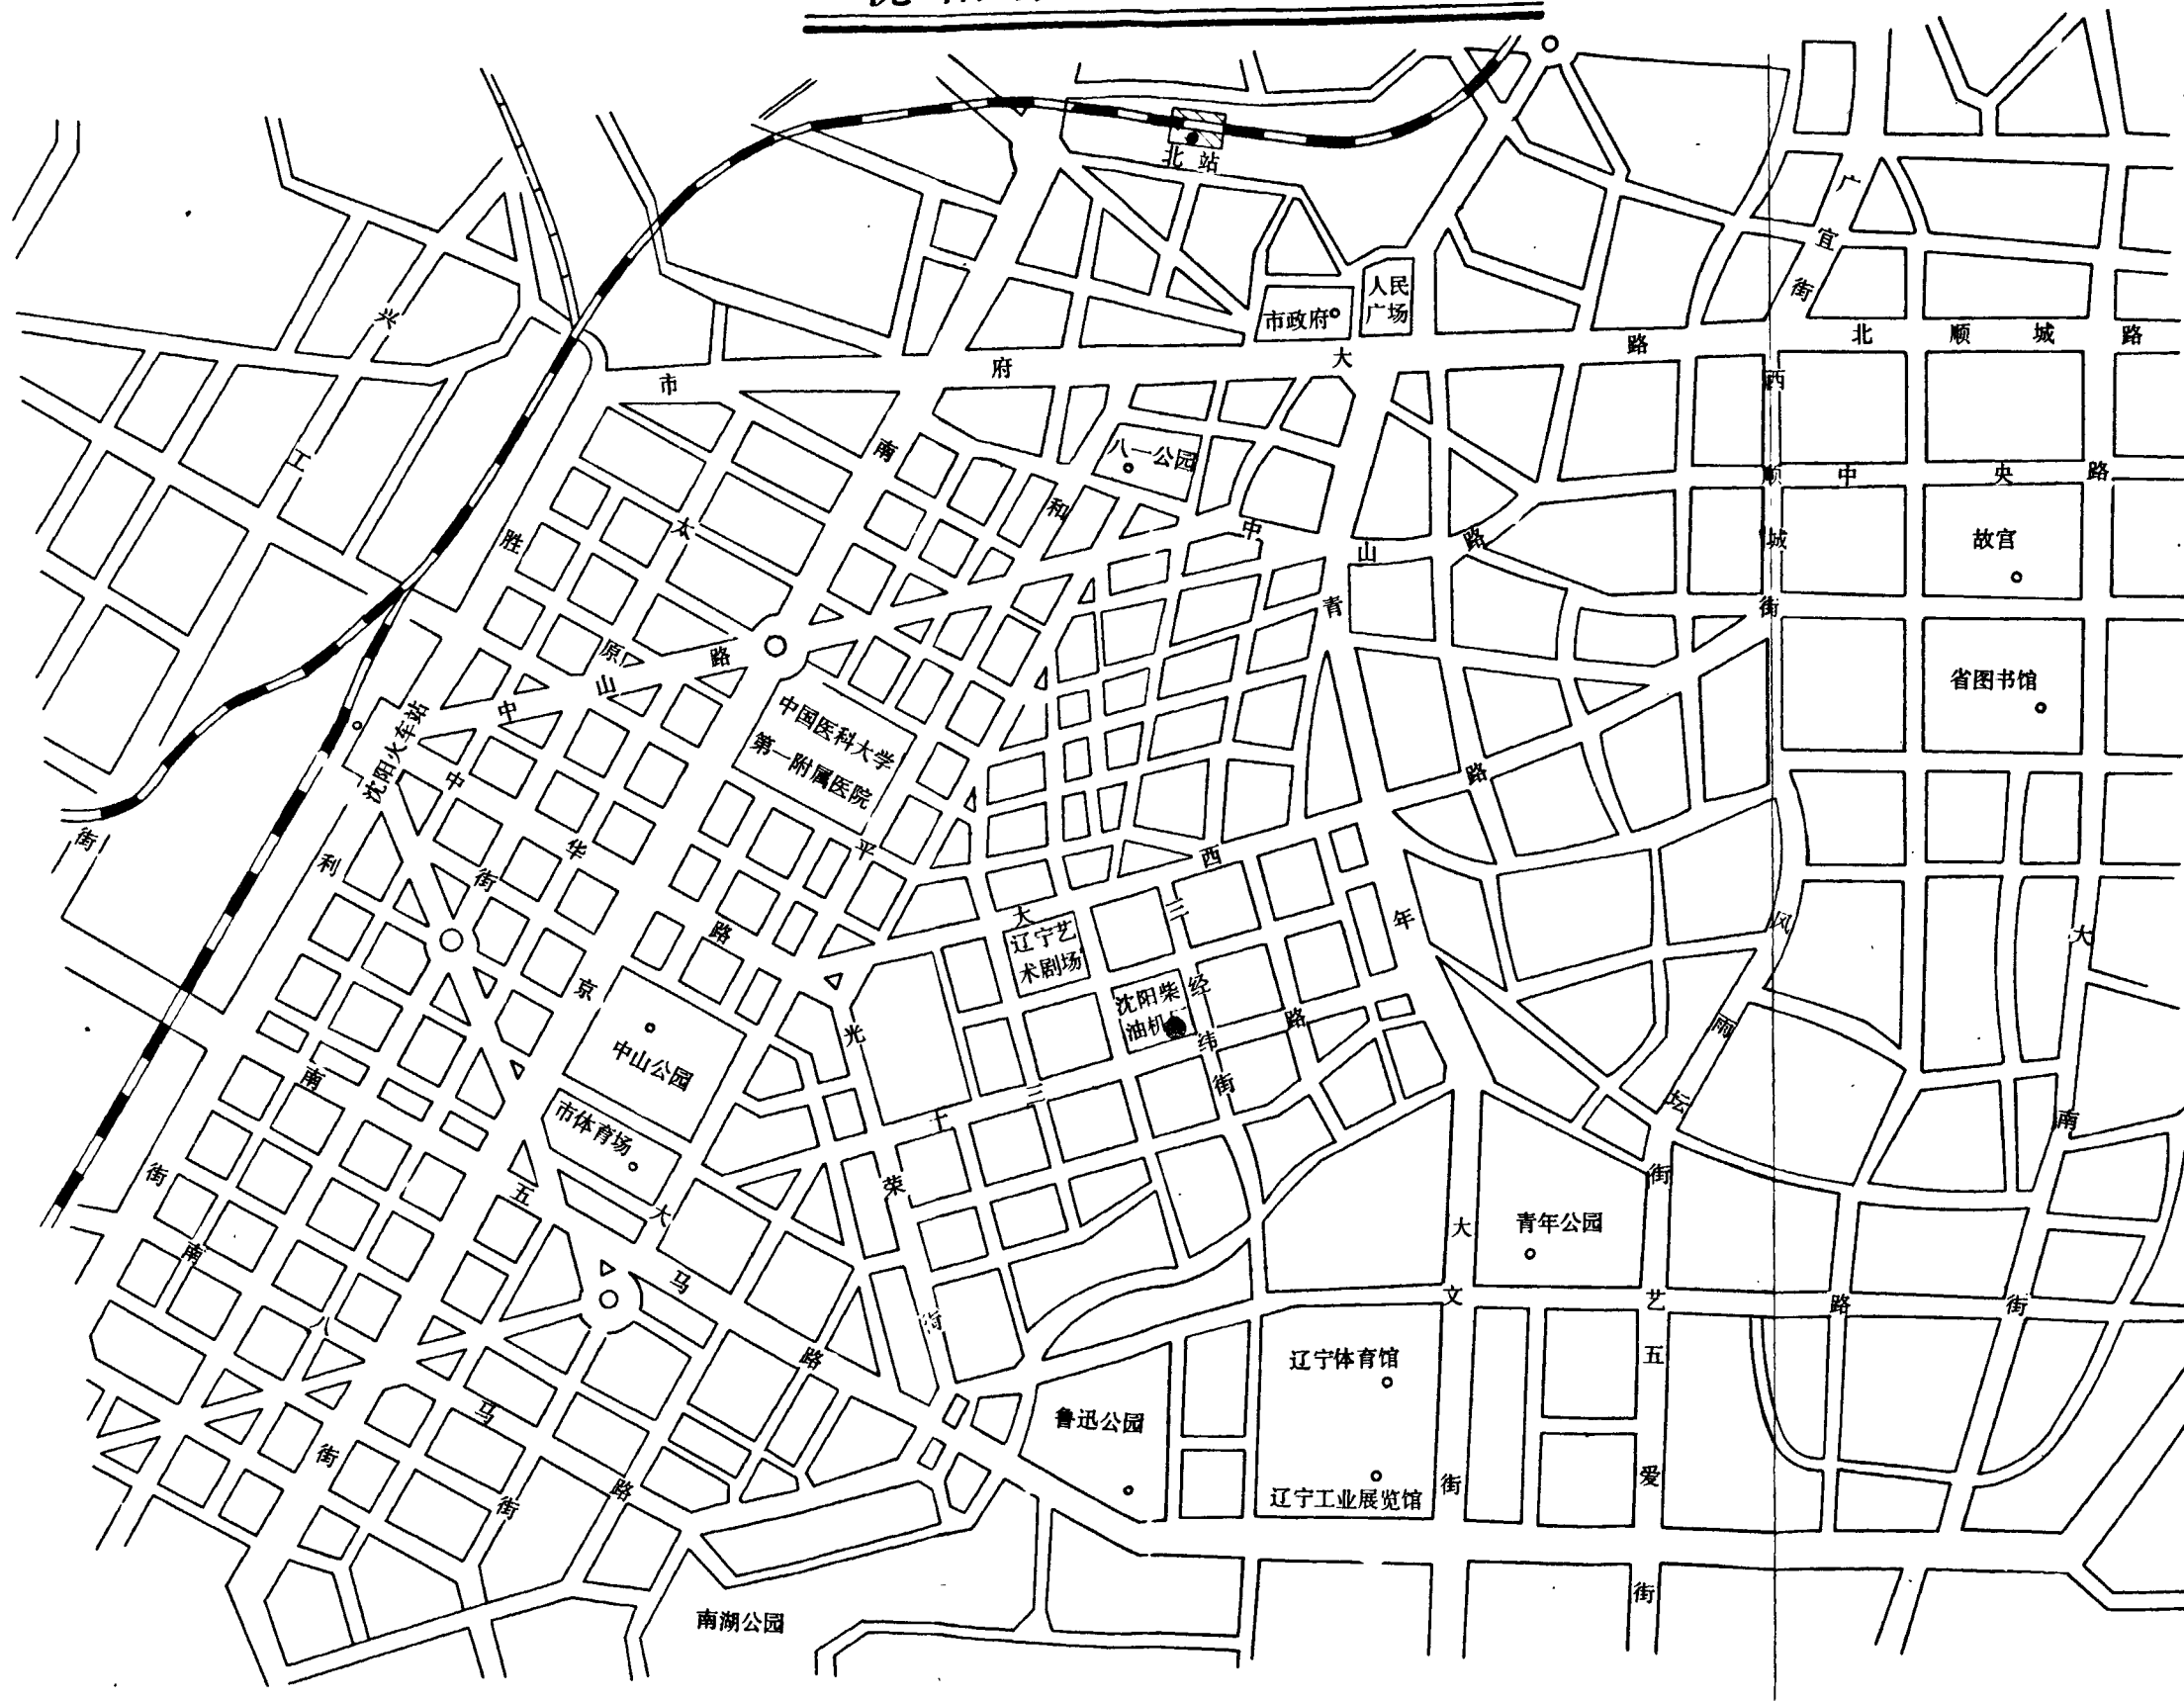 北站
广宜街
人民
广场
市政府
市府大路
北顺城路
兴工街
八一公园
西顺城街
中央路
南
和平
大
街
太原
街
胜利
街
中山路
中山路
青年大街
故宫
省图书馆
沈阳火车站
中国医科大学
第一附属医院
中华路
西
路
三经
街
辽宁艺
术剧场
沈阳柴
油机
风雨坛街
大南街
南京
南
中山公园
市体育场
光荣街
十三纬路
五马路
大
南八马路
青年公园
文艺路
五爱街
辽宁体育馆
鲁迅公园
辽宁工业展览馆
南湖公园